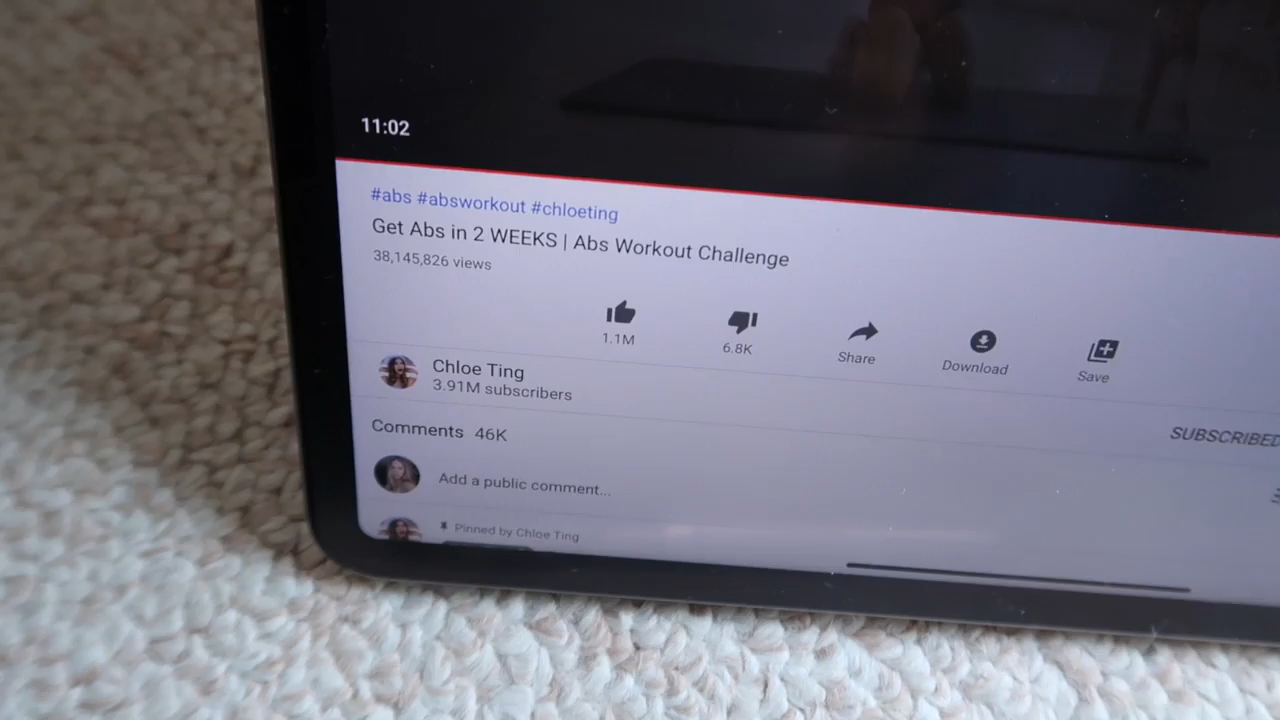 11:02
#abs #absworkout #chloeting
Get Abs in 2 WEEKS | Abs Workout Challenge
38,145,826 views
1.1M
6.8K
Share
Download
Save
Chloe Ting
3.91M subscribers
SUBSCRIBED
Comments 46K
Add a public comment...
Pinned by Chloe Ting